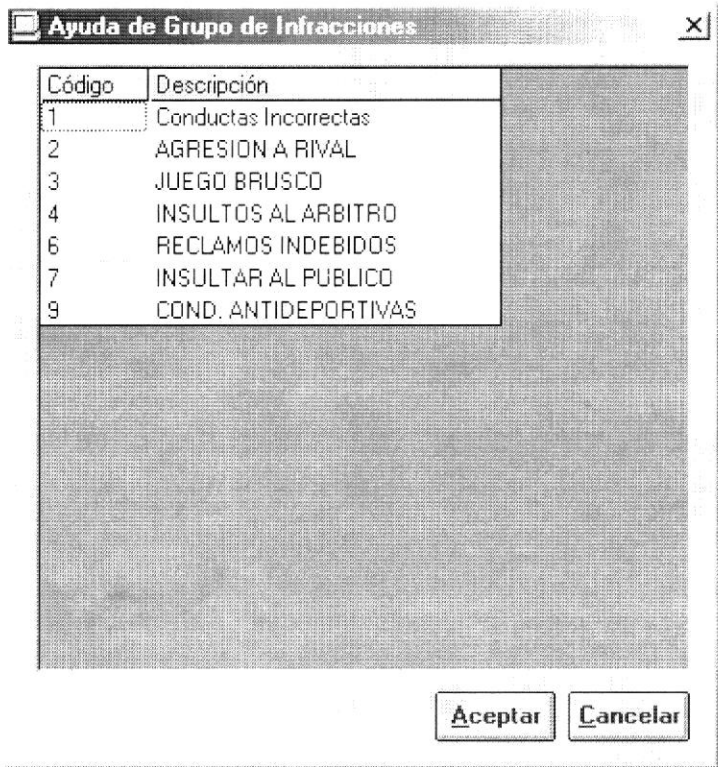 Ayuda de Grupo de Infracciones
Código Descripción
1 Conductas Incorrectas
2 AGRESION A RIVAL
3 JUEGO BRUSCO
4 INSULTOS AL ARBITRO
6 RECLAMOS INDEBIDOS
7 INSULTAR AL PUBLICO
9 COND. ANTIDEPORTIVAS
Aceptar Cancelar